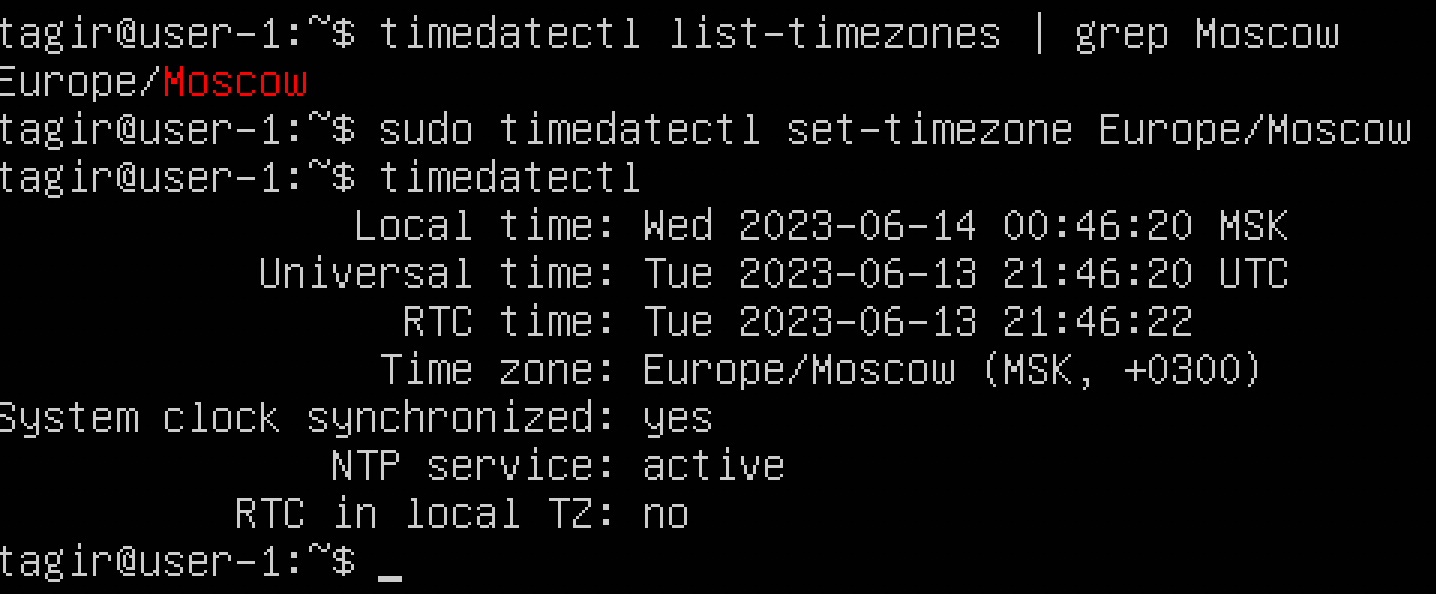 tagir@user-1:~$ timedatectl list-timezones | grep Moscow
Europe/Moscow
tagir@user-1:~$ sudo timedatectl set-timezone Europe/Moscow
tagir@user-1:~$ timedatectl
Local time: Wed 2023-06-14 00:46:20 MSK
Universal time: Tue 2023-06-13 21:46:20 UTC
RTC time: Tue 2023-06-13 21:46:22
Time zone: Europe/Moscow (MSK, +0300)
System clock synchronized: yes
NTP service: active
RTC in local TZ: no
tagir@user-1:~$ _